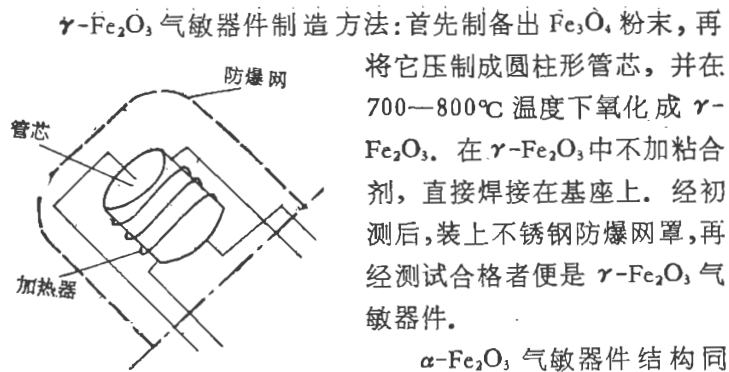 γ-Fe₂O₃ 气敏器件制造方法:首先制备出 Fe₃O₄ 粉末,再
将它压制成圆柱形管芯, 并在
700—800℃ 温度下氧化成 γ-
Fe₂O₃. 在 γ-Fe₂O₃ 中不加粘合
剂, 直接焊接在基座上. 经初
测后,装上不锈钢防爆网罩,再
经测试合格者便是 γ-Fe₂O₃ 气
敏器件.
α-Fe₂O₃ 气敏器件结构同
防爆网
管芯
加热器